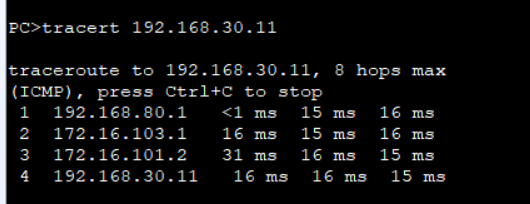 PC>tracert 192.168.30.11
traceroute to 192.168.30.11, 8 hops max
(ICMP), press Ctrl+C to stop
1 192.168.80.1 <1 ms 15 ms 16 ms
2 172.16.103.1 16 ms 15 ms 16 ms
3 172.16.101.2 31 ms 16 ms 15 ms
4 192.168.30.11 16 ms 16 ms 15 ms